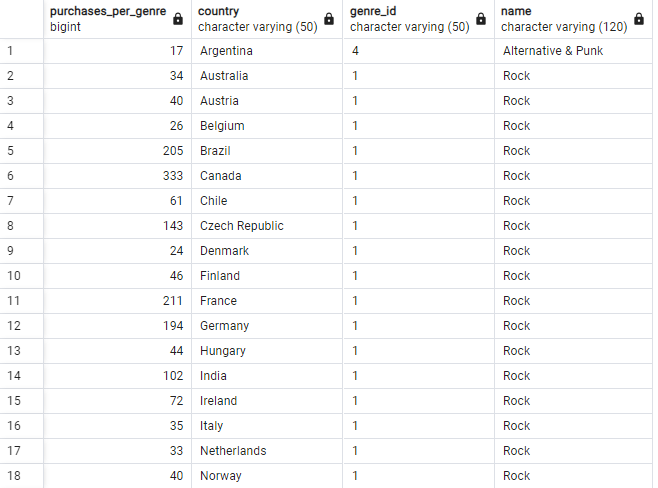 purchases_per_genre country genre_id name
bigint character varying (50) character varying (50) character varying (120)
1 17 Argentina 4 Alternative & Punk
2 34 Australia 1 Rock
3 40 Austria 1 Rock
4 26 Belgium 1 Rock
5 205 Brazil 1 Rock
6 333 Canada 1 Rock
7 61 Chile 1 Rock
8 143 Czech Republic 1 Rock
9 24 Denmark 1 Rock
10 46 Finland 1 Rock
11 211 France 1 Rock
12 194 Germany 1 Rock
13 44 Hungary 1 Rock
14 102 India 1 Rock
15 72 Ireland 1 Rock
16 35 Italy 1 Rock
17 33 Netherlands 1 Rock
18 40 Norway 1 Rock